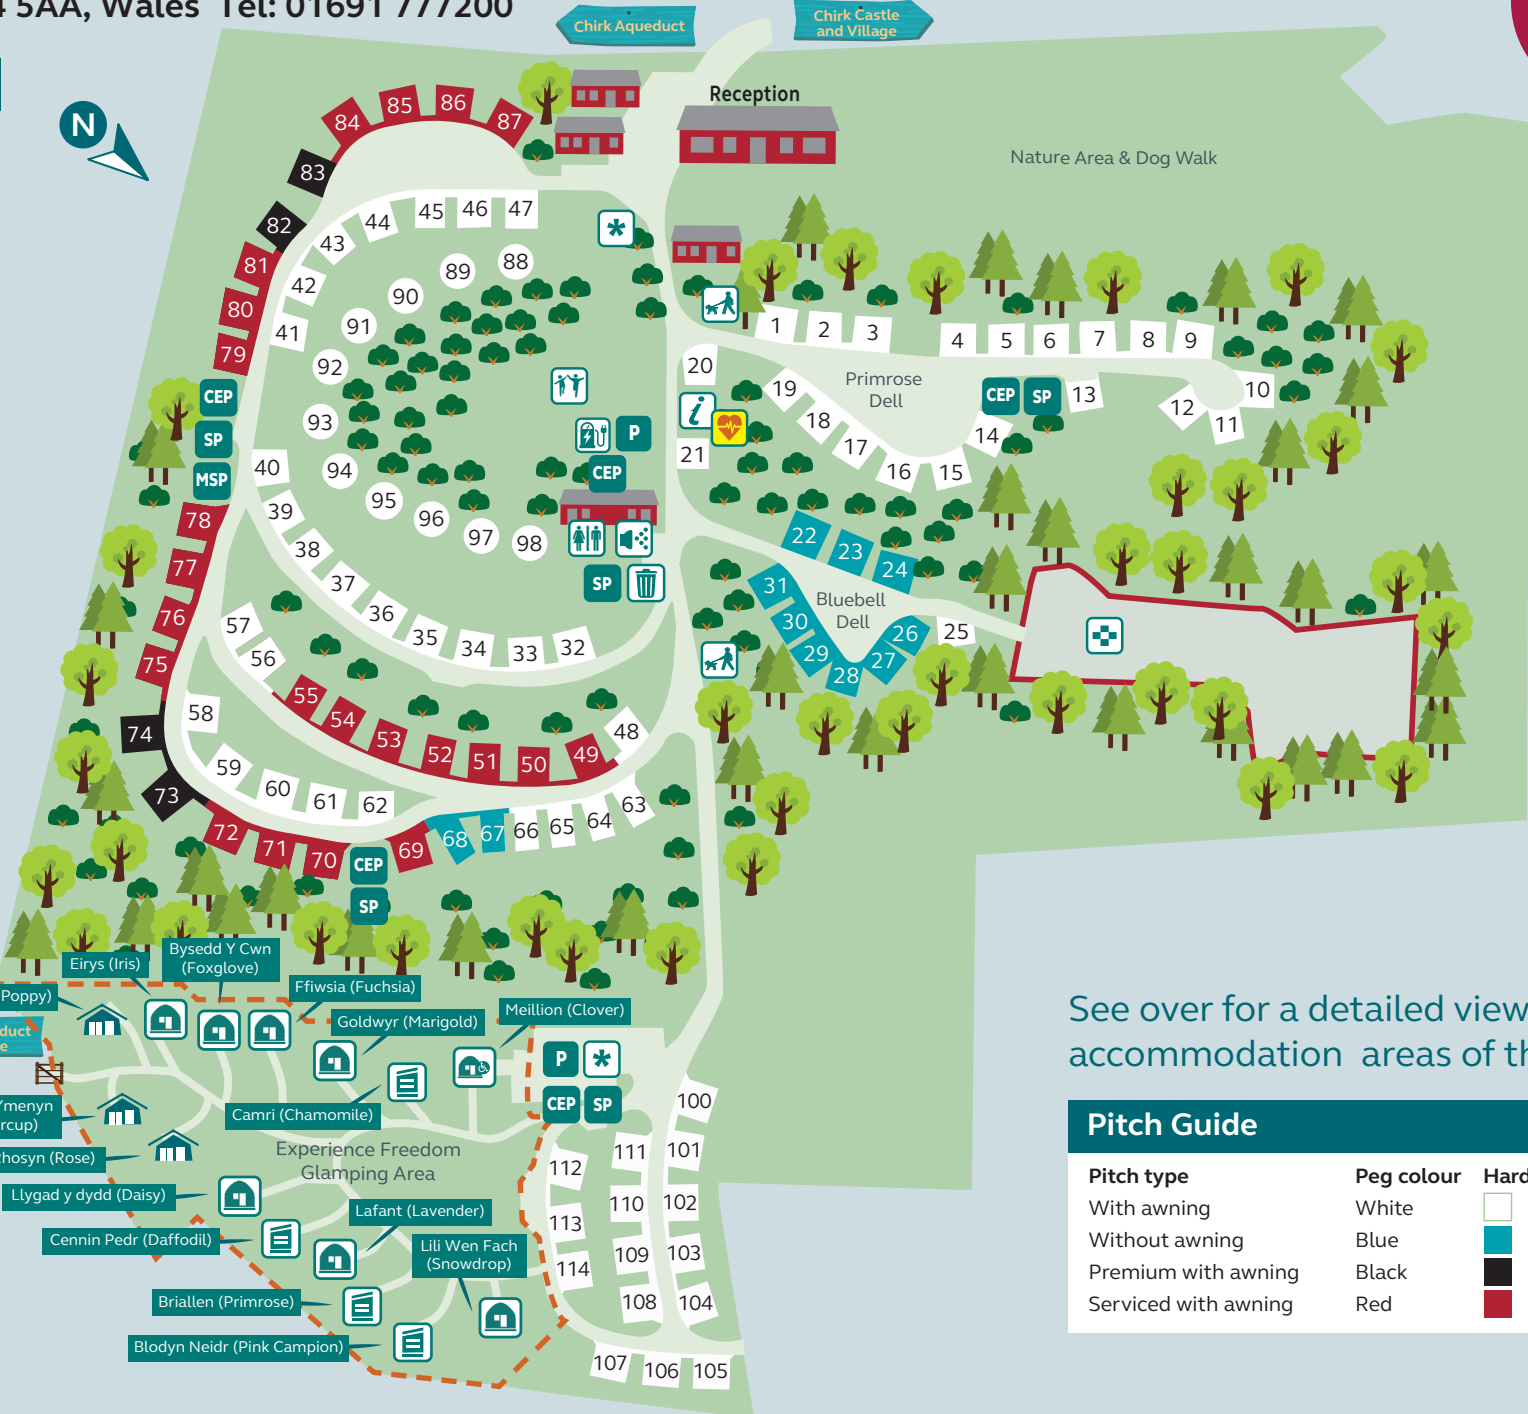 4 5AA, Wales Tel: 01691 777200
Chirk Aqueduct
Chirk Castle
and Village
N
Reception
Nature Area & Dog Walk
84
85
86
87
83
82
81
80
79
43
44
45
46
47
42
41
88
89
90
91
92
93
94
95
96
97
98
*
CEP
SP
MSP
P
CEP
SP
40
39
38
37
36
35
34
33
32
1
2
3
4
5
6
7
8
9
10
11
12
13
14
15
16
17
18
19
20
21
i
Primrose
Dell
CEP
SP
22
23
24
25
26
27
28
29
30
31
Bluebell
Dell
78
77
76
75
74
73
72
71
70
69
68
67
66
65
64
63
57
56
55
54
53
52
51
50
49
48
58
59
60
61
62
CEP
SP
Eirys (Iris)
Bysedd Y Cwn
(Foxglove)
Poppy)
Ffiwsia (Fuchsia)
Goldwyr (Marigold)
Meillion (Clover)
duct
e
Camri (Chamomile)
Ymenyn
rcup)
hosyn (Rose)
Experience Freedom
Glamping Area
Llygad y dydd (Daisy)
Lafant (Lavender)
Cennin Pedr (Daffodil)
Lili Wen Fach
(Snowdrop)
Briallen (Primrose)
Blodyn Neidr (Pink Campion)
P
*
CEP
SP
100
101
102
103
104
105
106
107
108
109
110
111
112
113
114
See over for a detailed view
accommodation areas of th
Pitch Guide
Pitch type Peg colour Hard
With awning White
Without awning Blue
Premium with awning Black
Serviced with awning Red